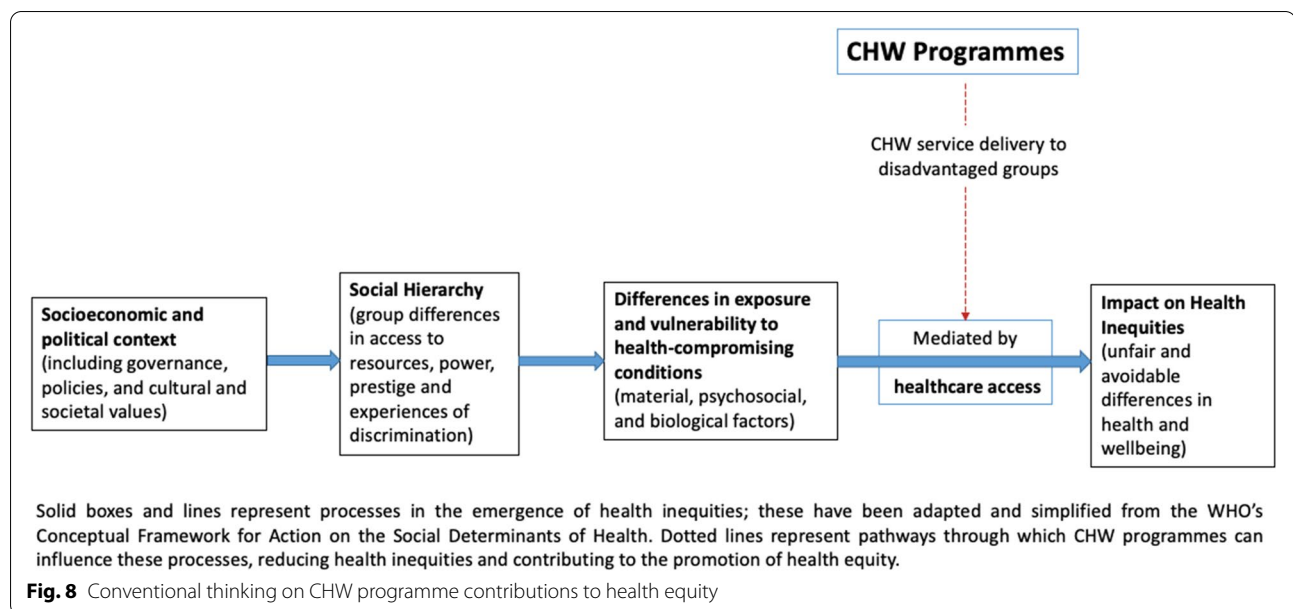 CHW Programmes
CHW service delivery to
disadvantaged groups
Socioeconomic and
political context
(including governance,
policies, and cultural and
societal values)
Social Hierarchy
(group differences
in access to
resources, power,
prestige and
experiences of
discrimination)
Differences in exposure
and vulnerability to
health-compromising
conditions
(material, psychosocial,
and biological factors)
Mediated by
healthcare access
Impact on Health
Inequities
(unfair and
avoidable
differences in
health and
wellbeing)
Solid boxes and lines represent processes in the emergence of health inequities; these have been adapted and simplified from the WHO's
Conceptual Framework for Action on the Social Determinants of Health. Dotted lines represent pathways through which CHW programmes can
influence these processes, reducing health inequities and contributing to the promotion of health equity.
Fig. 8 Conventional thinking on CHW programme contributions to health equity